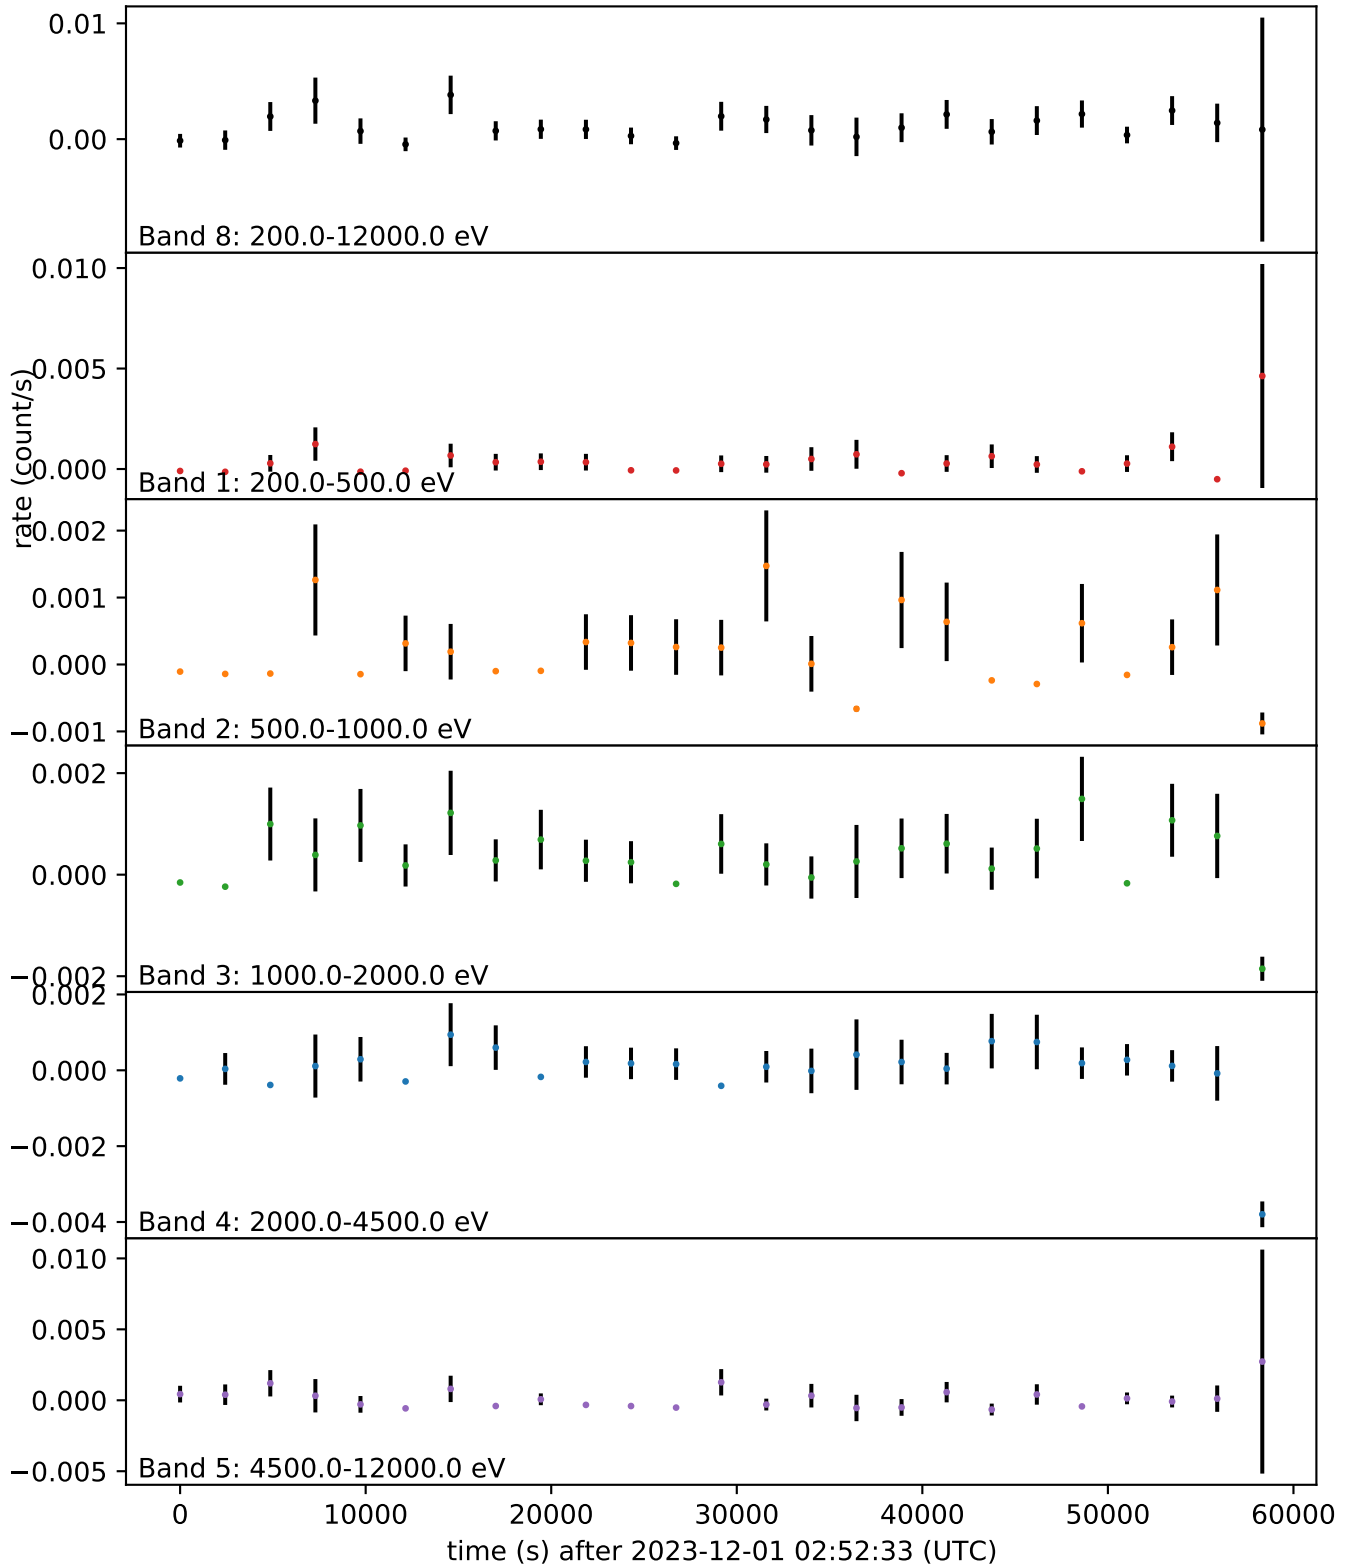 0.01
0.00
Band 8: 200.0-12000.0 eV
0.010
0.005
0.000
Band 1: 200.0-500.0 eV
rate (count/s)
0.002
0.001
0.000
−0.001
Band 2: 500.0-1000.0 eV
0.002
0.000
−0.002
Band 3: 1000.0-2000.0 eV
0.002
0.000
−0.002
−0.004
Band 4: 2000.0-4500.0 eV
0.010
0.005
0.000
−0.005
Band 5: 4500.0-12000.0 eV
0 10000 20000 30000 40000 50000 60000
time (s) after 2023-12-01 02:52:33 (UTC)